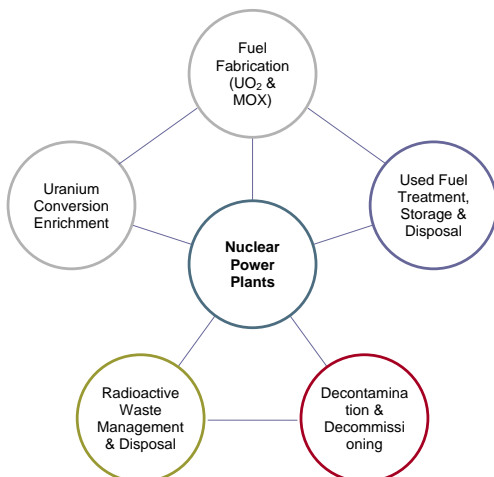 Fuel
Fabrication
(UO₂ &
MOX)
Uranium
Conversion
Enrichment
Used Fuel
Treatment,
Storage &
Disposal
Nuclear
Power
Plants
Radioactive
Waste
Management
& Disposal
Decontamina
tion &
Decommissi
oning